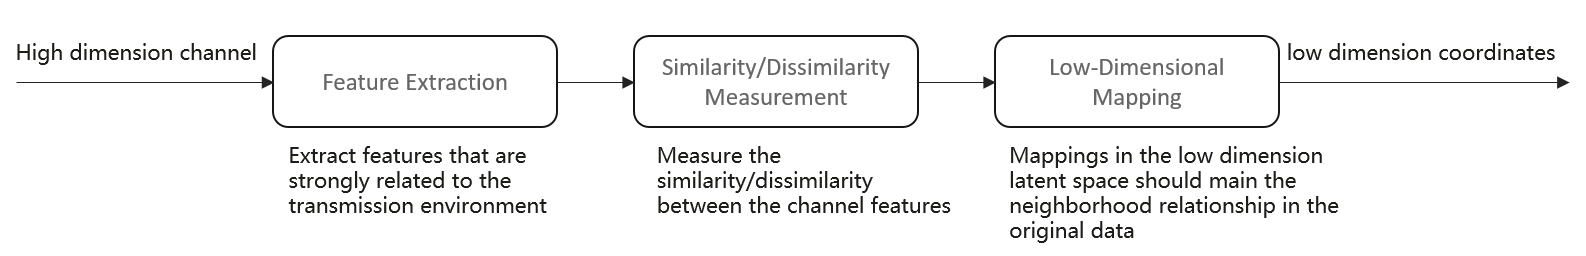 High dimension channel
Feature Extraction
Similarity/Dissimilarity
Measurement
Low-Dimensional
Mapping
low dimension coordinates
Extract features that are
strongly related to the
transmission environment
Measure the
similarity/dissimilarity
between the channel features
Mappings in the low dimension
latent space should main the
neighborhood relationship in the
original data